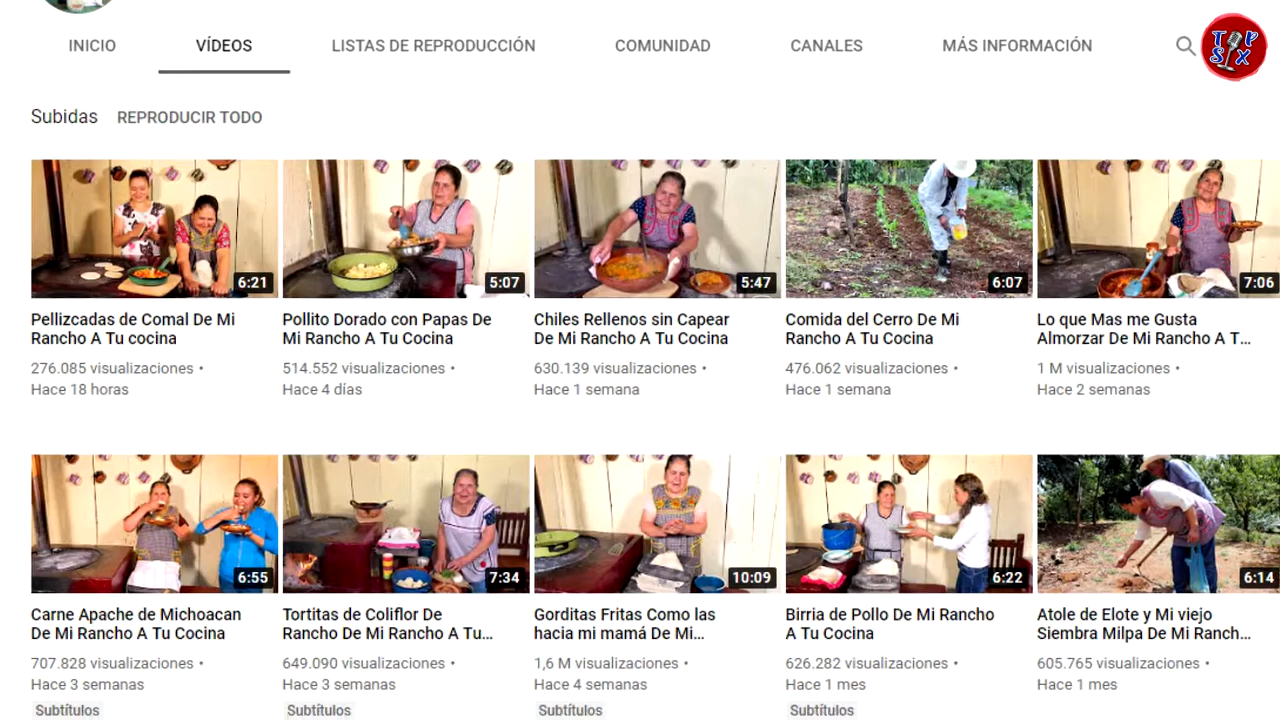 INICIO VÍDEOS LISTAS DE REPRODUCCIÓN COMUNIDAD CANALES MÁS INFORMACIÓN
TOP
SIX
Subidas REPRODUCIR TODO
6:21 5:07 5:47 6:07 7:06
Pellizcadas de Comal De Mi
Rancho A Tu cocina
276.085 visualizaciones •
Hace 18 horas
Pollito Dorado con Papas De
Mi Rancho A Tu Cocina
514.552 visualizaciones •
Hace 4 días
Chiles Rellenos sin Capear
De Mi Rancho A Tu Cocina
630.139 visualizaciones •
Hace 1 semana
Comida del Cerro De Mi
Rancho A Tu Cocina
476.062 visualizaciones •
Hace 1 semana
Lo que Mas me Gusta
Almorzar De Mi Rancho A T...
1 M visualizaciones •
Hace 2 semanas
6:55 7:34 10:09 6:22 6:14
Carne Apache de Michoacan
De Mi Rancho A Tu Cocina
707.828 visualizaciones •
Hace 3 semanas
Subtítulos
Tortitas de Coliflor De
Rancho De Mi Rancho A Tu...
649.090 visualizaciones •
Hace 3 semanas
Subtítulos
Gorditas Fritas Como las
hacia mi mamá De Mi...
1,6 M visualizaciones •
Hace 4 semanas
Subtítulos
Birria de Pollo De Mi Rancho
A Tu Cocina
626.282 visualizaciones •
Hace 1 mes
Subtítulos
Atole de Elote y Mi viejo
Siembra Milpa De Mi Ranch...
605.765 visualizaciones •
Hace 1 mes